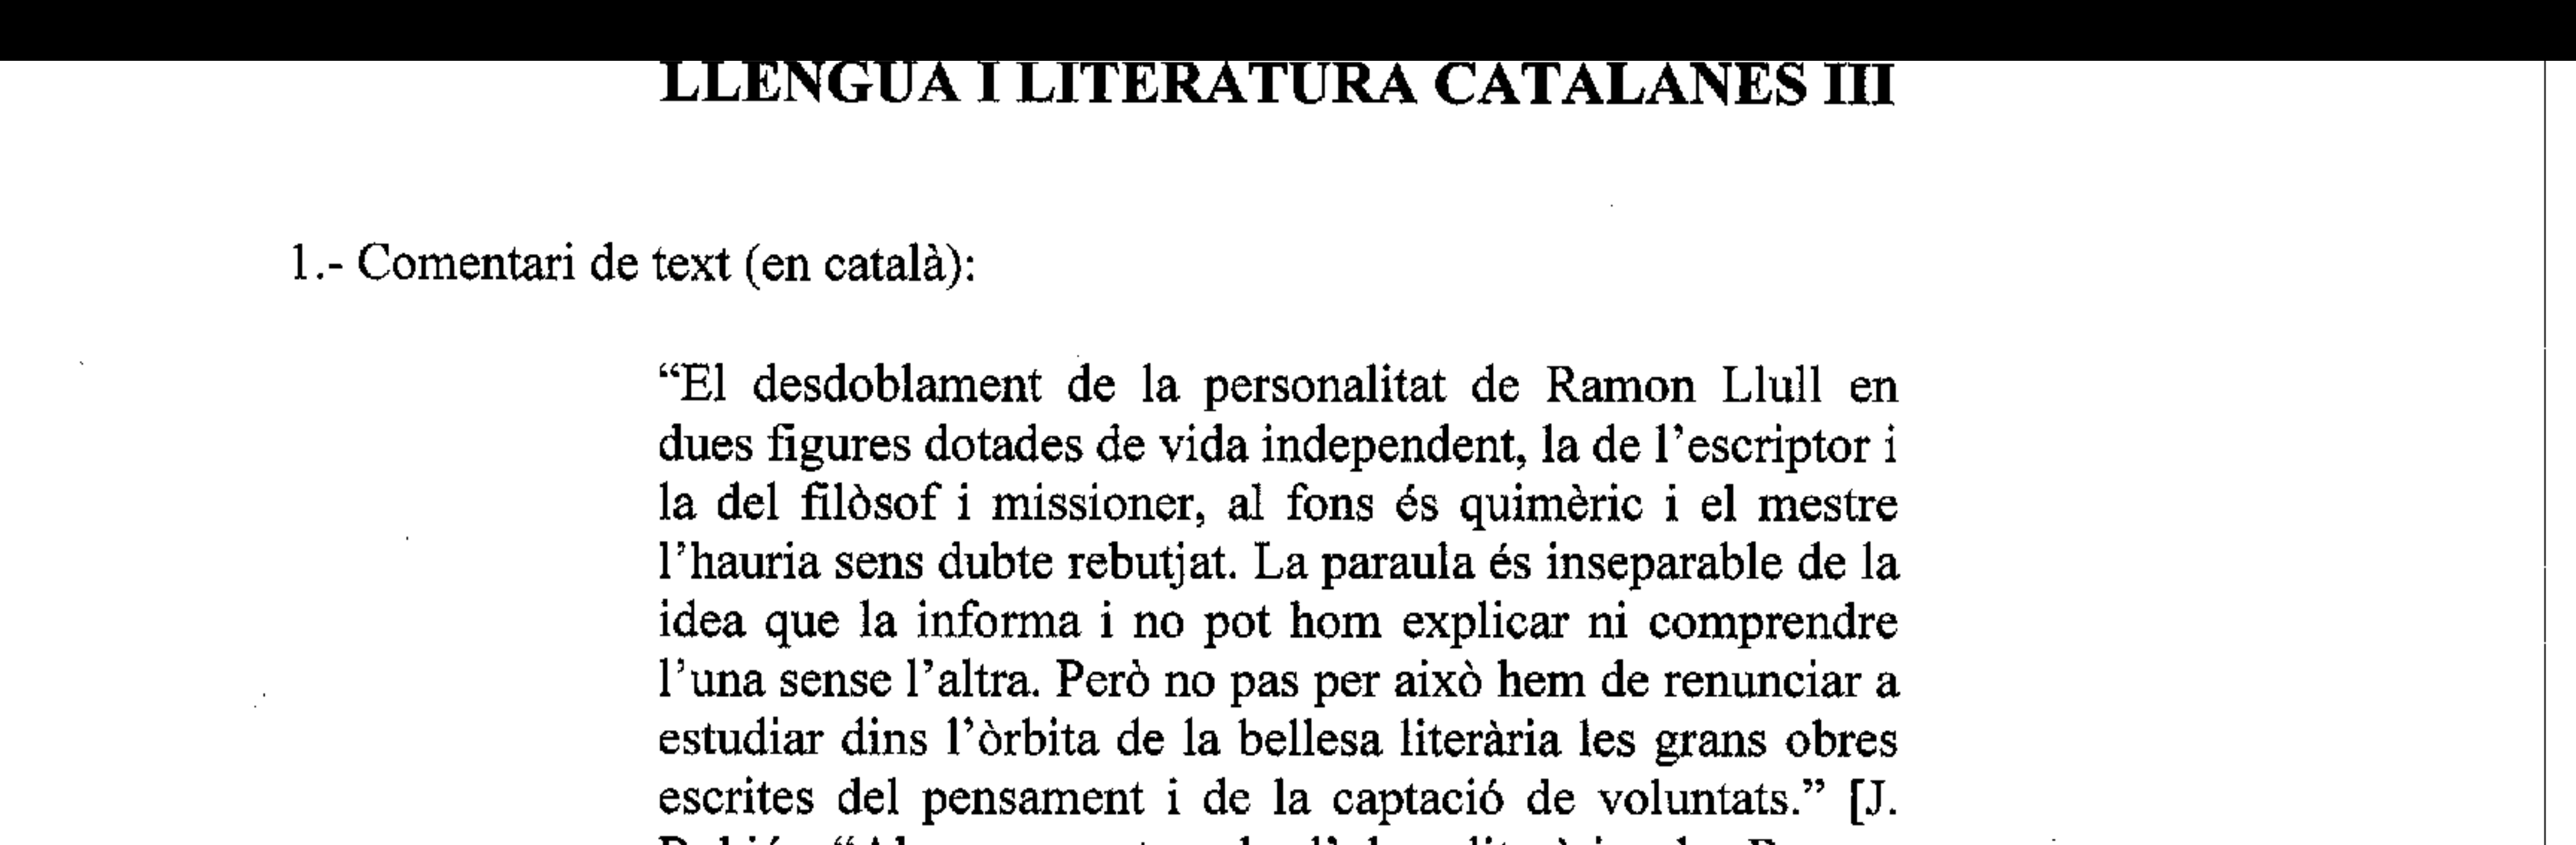 LLENGUA I LITERATURA CATALANES III
1.- Comentari de text (en català):
“El desdoblament de la personalitat de Ramon Llull en
dues figures dotades de vida independent, la de l’escriptor i
la del filòsof i missioner, al fons és quimèric i el mestre
l’hauria sens dubte rebutjat. La paraula és inseparable de la
idea que la informa i no pot hom explicar ni comprendre
l’una sense l’altra. Però no pas per això hem de renunciar a
estudiar dins l’òrbita de la bellesa literària les grans obres
escrites del pensament i de la captació de voluntats.” [J.